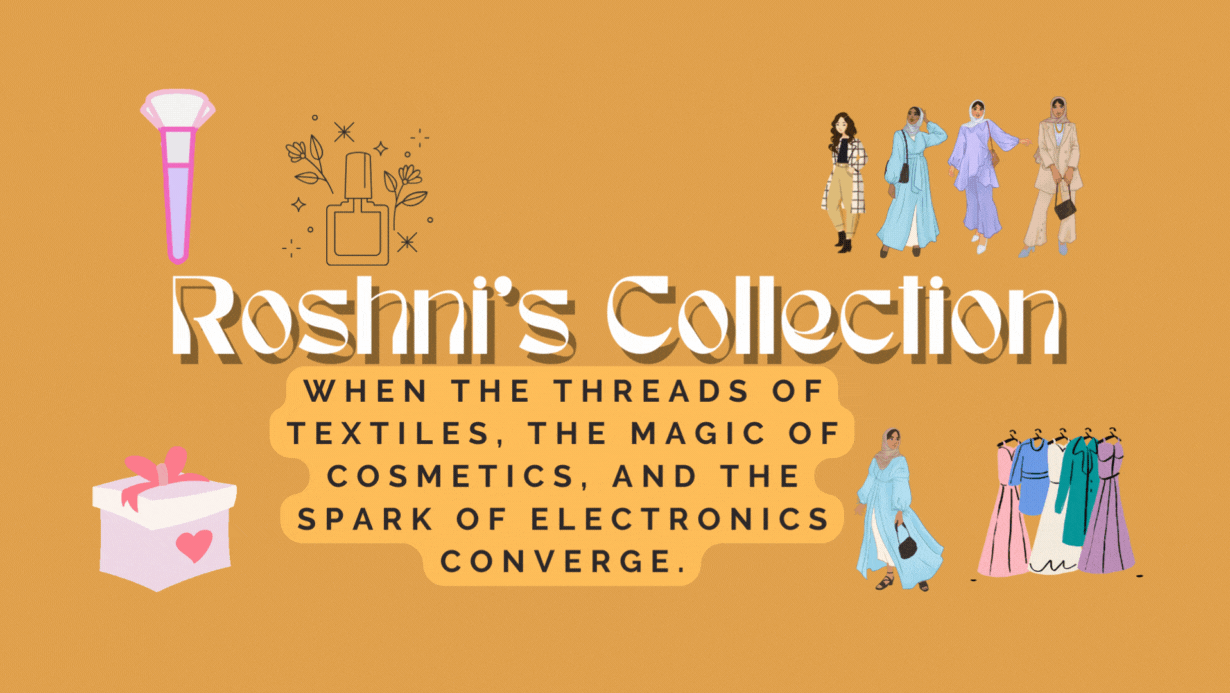 Roshni's Collection
WHEN THE THREADS OF
TEXTILES, THE MAGIC OF
COSMETICS, AND THE
SPARK OF ELECTRONICS
CONVERGE.